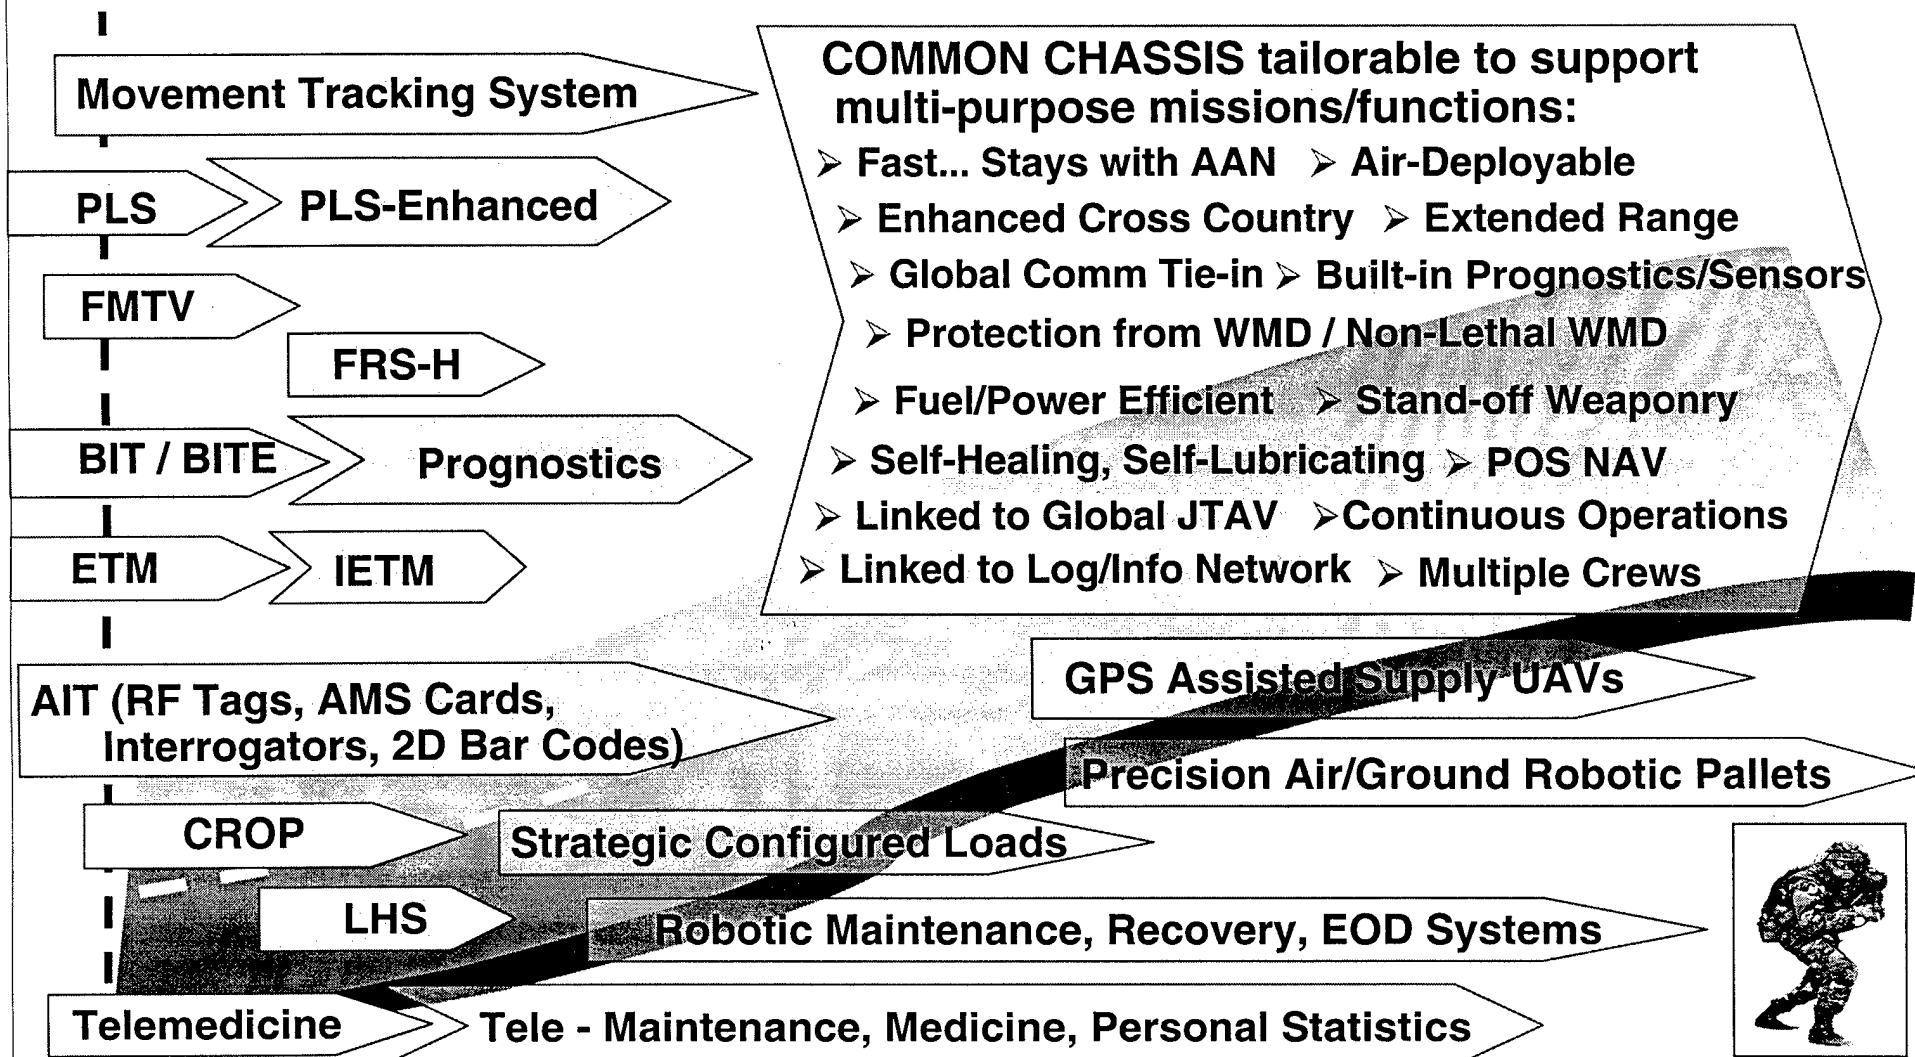 Movement Tracking System
PLS
PLS-Enhanced
FMTV
FRS-H
BIT / BITE
Prognostics
ETM
IETM
COMMON CHASSIS tailorable to support
multi-purpose missions/functions:
➢ Fast... Stays with AAN ➢ Air-Deployable
➢ Enhanced Cross Country ➢ Extended Range
➢ Global Comm Tie-in ➢ Built-in Prognostics/Sensors
➢ Protection from WMD / Non-Lethal WMD
➢ Fuel/Power Efficient ➢ Stand-off Weaponry
➢ Self-Healing, Self-Lubricating ➢ POS NAV
➢ Linked to Global JTAV ➢Continuous Operations
➢ Linked to Log/Info Network ➢ Multiple Crews
AIT (RF Tags, AMS Cards,
Interrogators, 2D Bar Codes)
GPS Assisted Supply UAVs
Precision Air/Ground Robotic Pallets
CROP
Strategic Configured Loads
LHS
Robotic Maintenance, Recovery, EOD Systems
Telemedicine
Tele - Maintenance, Medicine, Personal Statistics